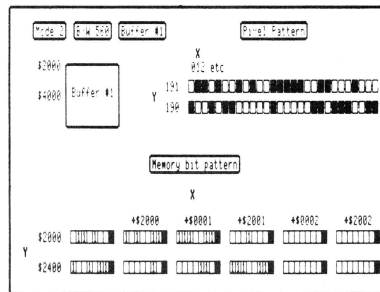 Mode 2 B/W 560 Buffer #1 Pixel Pattern
X
012 etc
$2000
$4000
Buffer #1
Y
191
190
Memory bit pattern
X
+$2000 +$0001 +$2001 +$0002 +$2002
$2000
Y
$2400